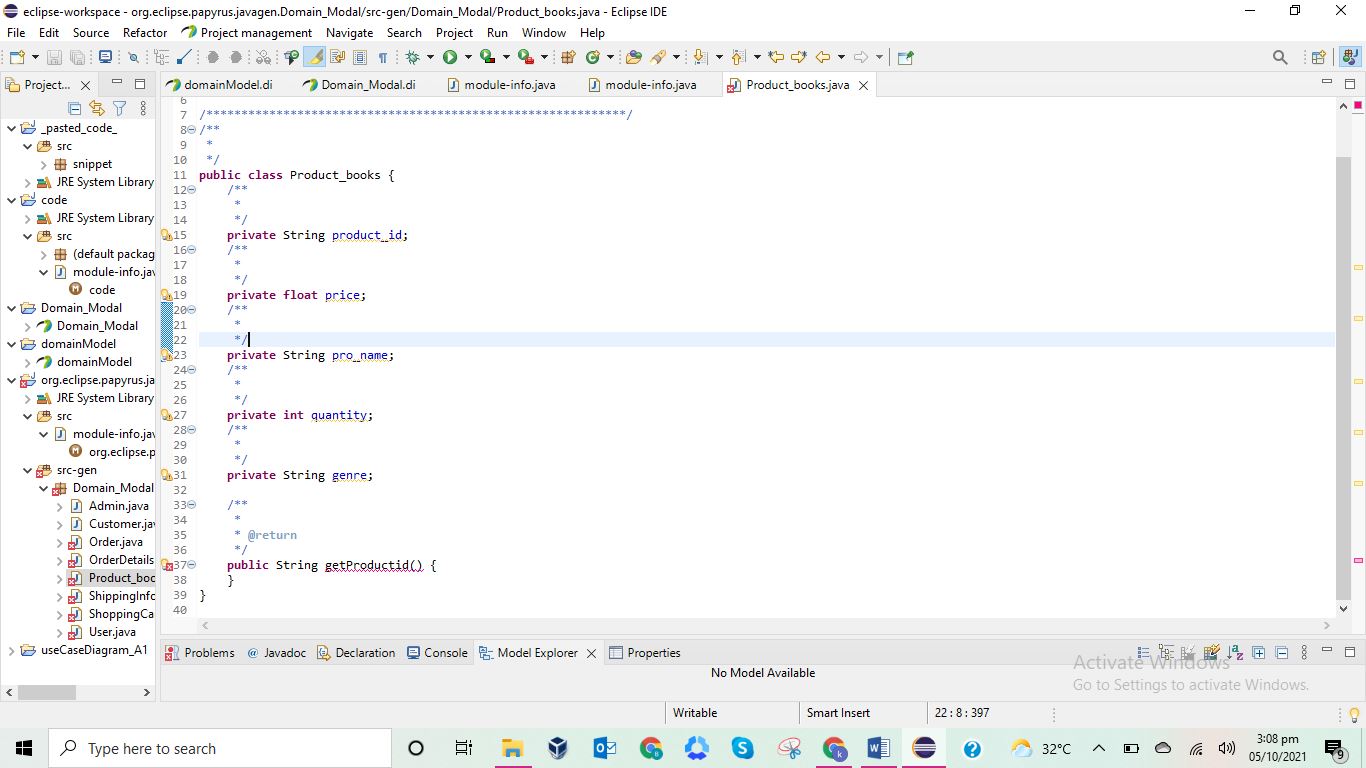 eclipse-workspace - org.eclipse.papyrus.javagen.Domain_Modal/src-gen/Domain_Modal/Product_books.java - Eclipse IDE
File Edit Source Refactor Project management Navigate Search Project Run Window Help
Project...
domainModel.di
Domain_Modal.di
module-info.java
module-info.java
Product_books.java
_pasted_code_
src
snippet
JRE System Library
code
JRE System Library
src
(default packag
module-info.jav
code
Domain_Modal
Domain_Modal
domainModel
domainModel
org.eclipse.papyrus.ja
JRE System Library
src
module-info.jav
org.eclipse.p
src-gen
Domain_Modal
Admin.java
Customer.jav
Order.java
OrderDetails
Product_boo
ShippingInfo
ShoppingCa
User.java
useCaseDiagram_A1
6
7 /************************************************************/
8 /**
9  *
10  */
11 public class Product_books {
12     /**
13      *
14      */
15     private String product_id;
16     /**
17      *
18      */
19     private float price;
20     /**
21      *
22      */
23     private String pro_name;
24     /**
25      *
26      */
27     private int quantity;
28     /**
29      *
30      */
31     private String genre;
32
33     /**
34      *
35      * @return
36      */
37     public String getProductid() {
38     }
39 }
40
Problems @ Javadoc Declaration Console Model Explorer Properties
No Model Available
Activate Windows
Go to Settings to activate Windows.
Writable Smart Insert 22 : 8 : 397
Type here to search
32°C
3:08 pm
05/10/2021
9